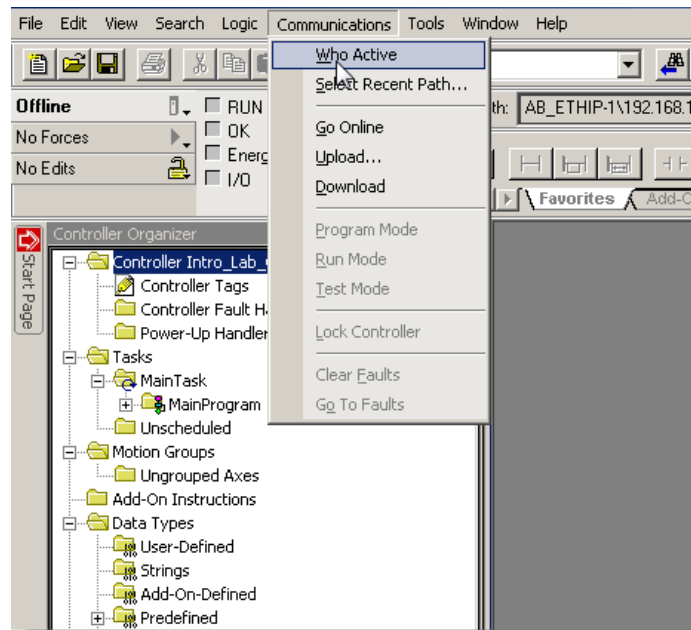 File Edit View Search Logic Communications Tools Window Help
Who Active
Select Recent Path...
Go Online
Upload...
Download
Program Mode
Run Mode
Test Mode
Lock Controller
Clear Faults
Go To Faults
Offline
No Forces
No Edits
RUN
OK
Energ
I/O
th: AB_ETHIP-1\192.168.1
Favorites Add-O
Start Page
Controller Organizer
Controller Intro_Lab_
Controller Tags
Controller Fault H
Power-Up Handler
Tasks
MainTask
MainProgram
Unscheduled
Motion Groups
Ungrouped Axes
Add-On Instructions
Data Types
User-Defined
Strings
Add-On-Defined
Predefined